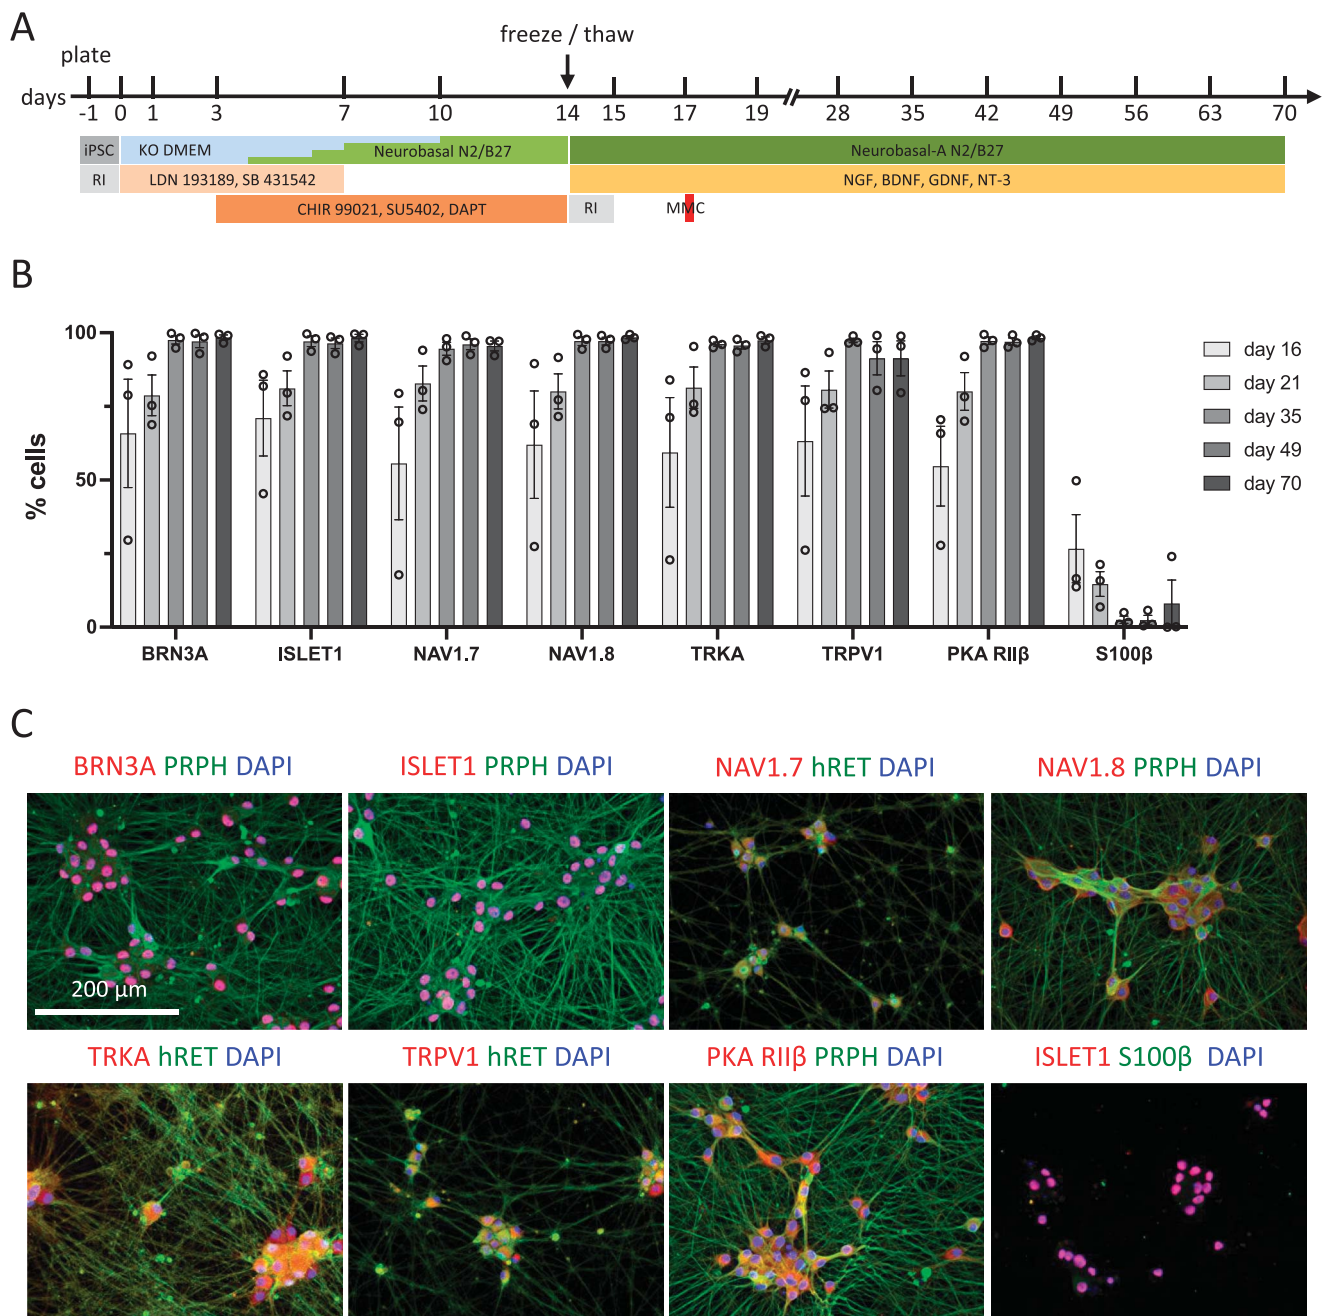 A
freeze / thaw
plate
days
-1 0 1 3 7 10 14 15 17 19 28 35 42 49 56 63 70
iPSC KO DMEM Neurobasal N2/B27 Neurobasal-A N2/B27
RI LDN 193189, SB 431542 NGF, BDNF, GDNF, NT-3
CHIR 99021, SU5402, DAPT RI MMC
B
% cells
100
50
0
BRN3A ISLET1 NAV1.7 NAV1.8 TRKA TRPV1 PKA RIIβ S100β
day 16
day 21
day 35
day 49
day 70
C
BRN3A PRPH DAPI ISLET1 PRPH DAPI NAV1.7 hRET DAPI NAV1.8 PRPH DAPI
200 µm
TRKA hRET DAPI TRPV1 hRET DAPI PKA RIIβ PRPH DAPI ISLET1 S100β DAPI